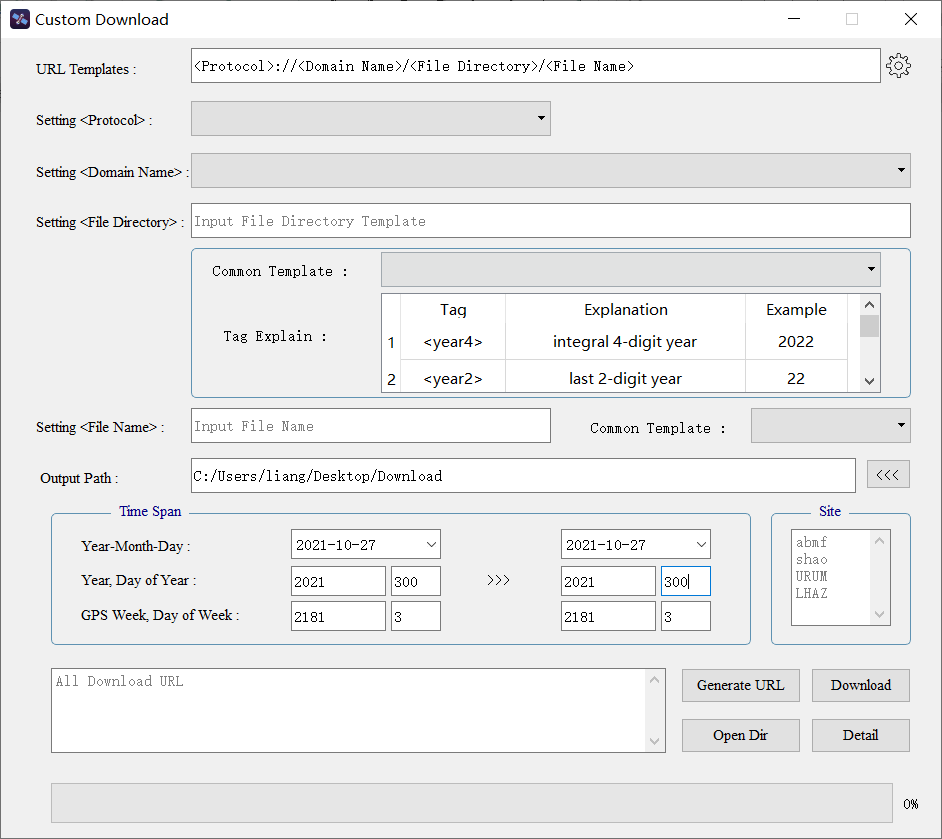 Custom Download
URL Templates :
<Protocol>://<Domain Name>/<File Directory>/<File Name>
Setting <Protocol> :
Setting <Domain Name> :
Setting <File Directory> :
Input File Directory Template
Common Template :
Tag Explain :
Tag Explanation Example
1 <year4> integral 4-digit year 2022
2 <year2> last 2-digit year 22
Setting <File Name> :
Input File Name
Common Template :
Output Path :
C:/Users/liang/Desktop/Download
<<<
Time Span
Year-Month-Day :
2021-10-27
2021-10-27
Year, Day of Year :
2021 300
>>>
2021 300
GPS Week, Day of Week :
2181 3
2181 3
Site
abmf
shao
URUM
LHAZ
All Download URL
Generate URL
Download
Open Dir
Detail
0%